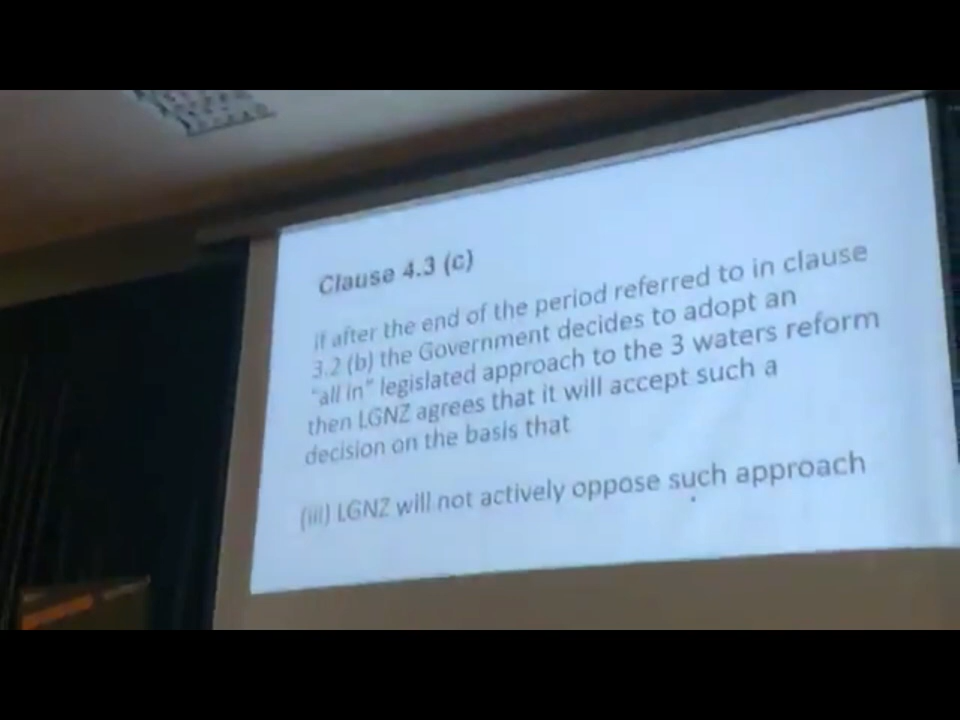 Clause 4.3 (c)
if after the end of the period referred to in clause
3.2 (b) the Government decides to adopt an
"all in" legislated approach to the 3 waters reform
then LGNZ agrees that it will accept such a
decision on the basis that
(iii) LGNZ will not actively oppose such approach